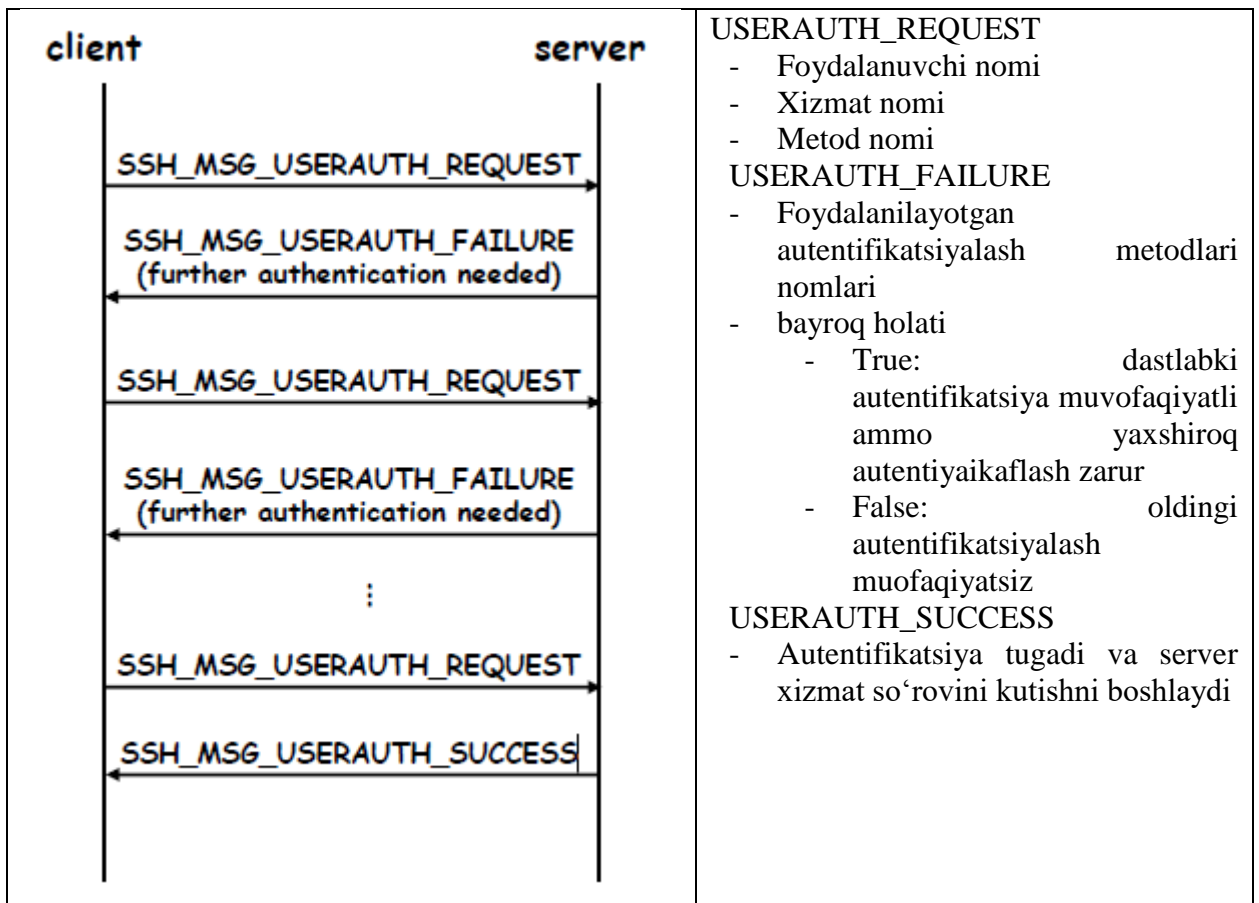 client server
SSH_MSG_USERAUTH_REQUEST
SSH_MSG_USERAUTH_FAILURE
(further authentication needed)
SSH_MSG_USERAUTH_REQUEST
SSH_MSG_USERAUTH_FAILURE
(further authentication needed)
...
SSH_MSG_USERAUTH_REQUEST
SSH_MSG_USERAUTH_SUCCESS
USERAUTH_REQUEST
- Foydalanuvchi nomi
- Xizmat nomi
- Metod nomi
USERAUTH_FAILURE
- Foydalanilayotgan
autentifikatsiyalash metodlari
nomlari
- bayroq holati
- True: dastlabki
autentifikatsiya muvofaqiyatli
ammo yaxshiroq
autentiyaikaflash zarur
- False: oldingi
autentifikatsiyalash
muofaqiyatsiz
USERAUTH_SUCCESS
- Autentifikatsiya tugadi va server
xizmat so‘rovini kutishni boshlaydi